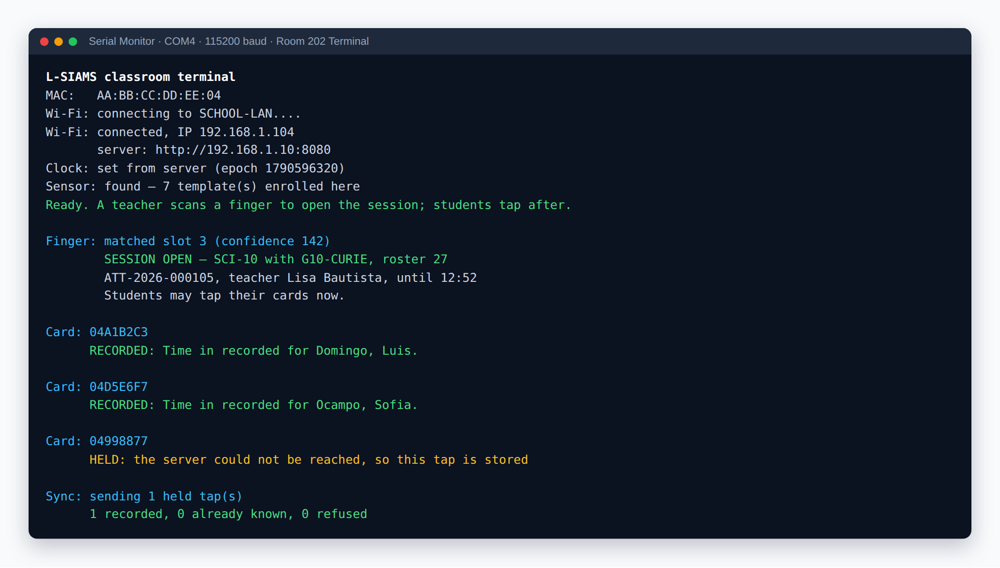 Serial Monitor · COM4 · 115200 baud · Room 202 Terminal
L-SIAMS classroom terminal
MAC:   AA:BB:CC:DD:EE:04
Wi-Fi: connecting to SCHOOL-LAN....
Wi-Fi: connected, IP 192.168.1.104
server: http://192.168.1.10:8080
Clock: set from server (epoch 1790596320)
Sensor: found — 7 template(s) enrolled here
Ready. A teacher scans a finger to open the session; students tap after.
Finger: matched slot 3 (confidence 142)
SESSION OPEN — SCI-10 with G10-CURIE, roster 27
ATT-2026-000105, teacher Lisa Bautista, until 12:52
Students may tap their cards now.
Card: 04A1B2C3
RECORDED: Time in recorded for Domingo, Luis.
Card: 04D5E6F7
RECORDED: Time in recorded for Ocampo, Sofia.
Card: 04998877
HELD: the server could not be reached, so this tap is stored
Sync: sending 1 held tap(s)
1 recorded, 0 already known, 0 refused